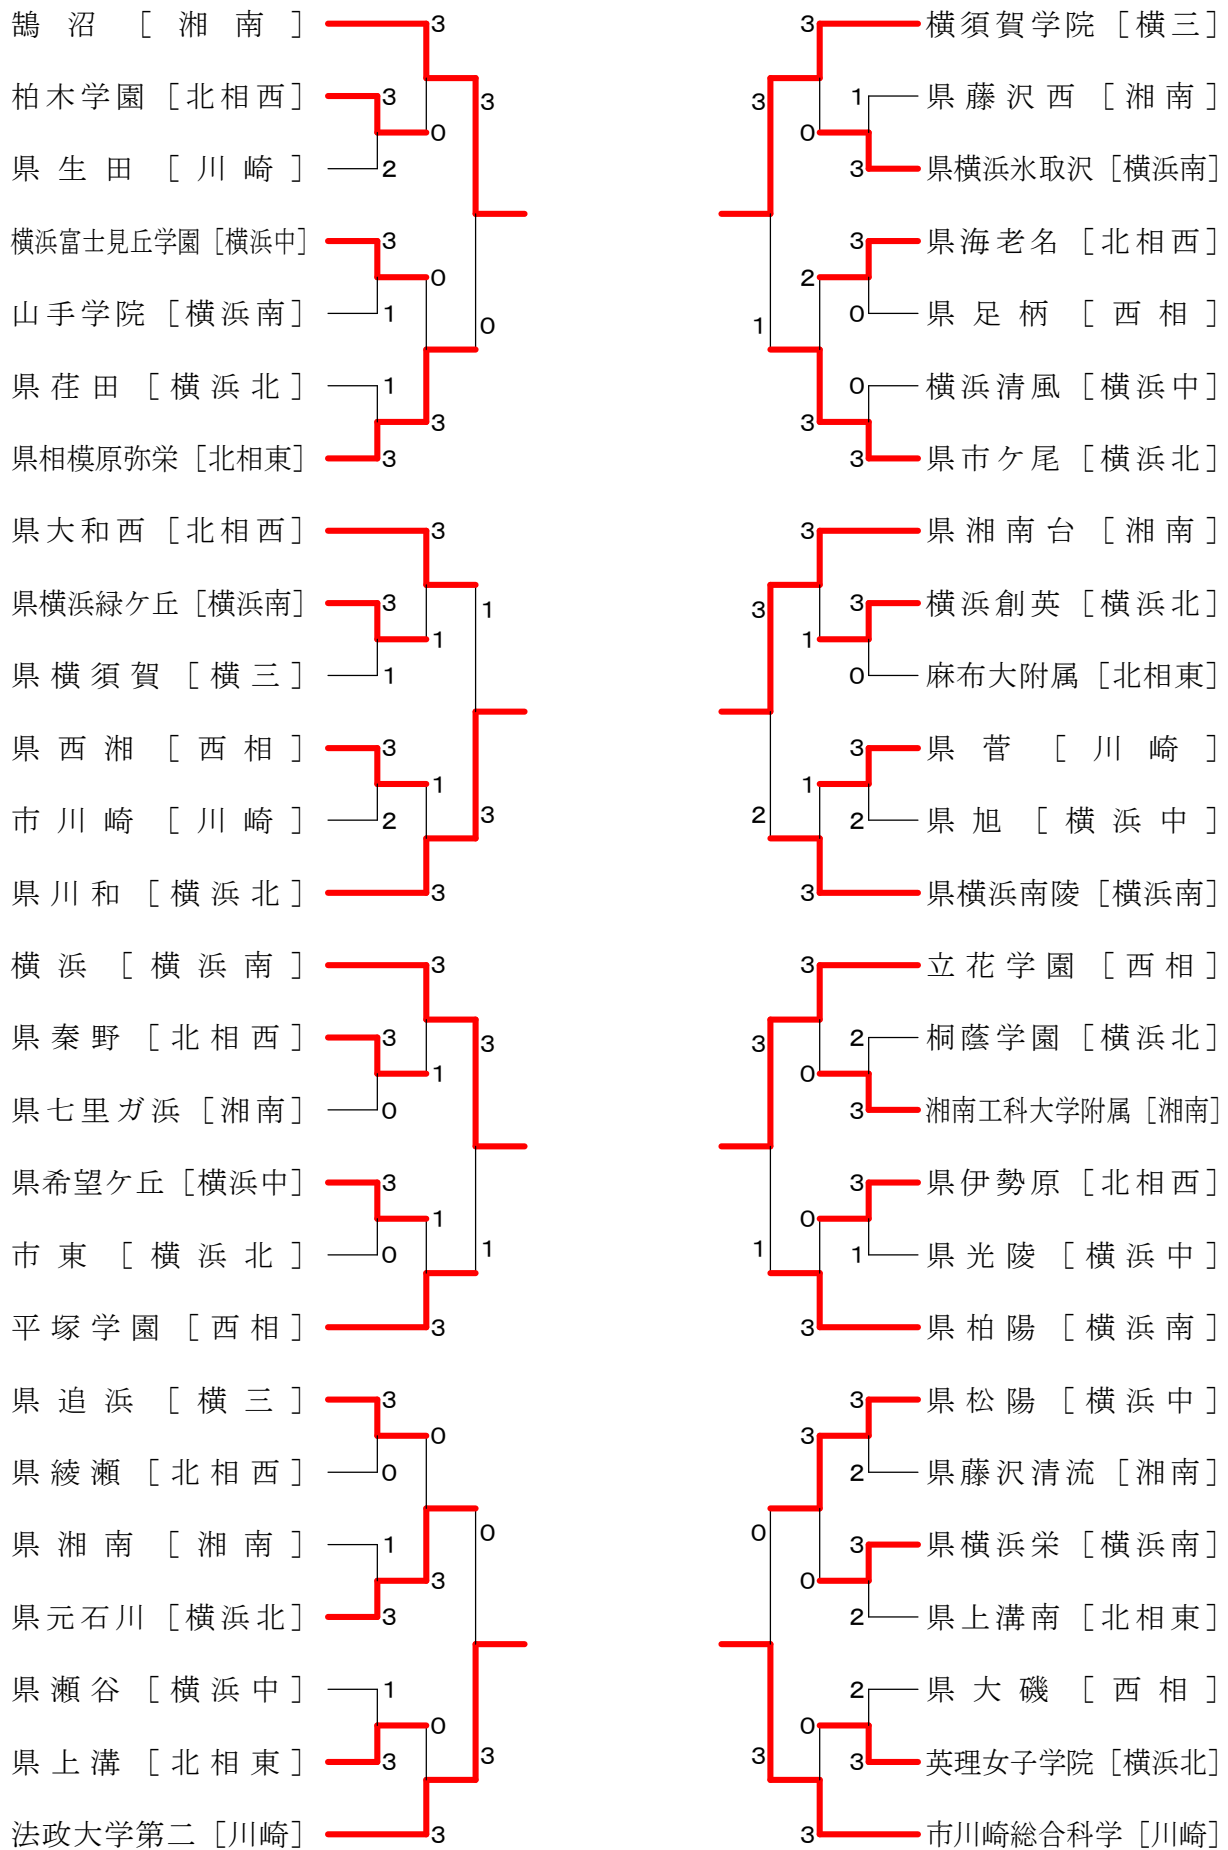 鵠沼 [湘南] 3
3 横須賀学院 [横三]
柏木学園 [北相西] 3
3
3
1 県藤沢西 [湘南]
0
0
県生田 [川崎] 2
3 県横浜氷取沢 [横浜南]
横浜富士見丘学園 [横浜中] 3
3 県海老名 [北相西]
0
2
山手学院 [横浜南] 1
0
1
0 県足柄 [西相]
県荏田 [横浜北] 1
0 横浜清風 [横浜中]
3
3
県相模原弥栄 [北相東] 3
3 県市ケ尾 [横浜北]
県大和西 [北相西] 3
3 県湘南台 [湘南]
県横浜緑ケ丘 [横浜南] 3
1
3
3 横浜創英 [横浜北]
1
1
県横須賀 [横三] 1
0 麻布大附属 [北相東]
県西湘 [西相] 3
3 県菅 [川崎]
1
1
市川崎 [川崎] 2
3
2
2 県旭 [横浜中]
県川和 [横浜北] 3
3 県横浜南陵 [横浜南]
横浜 [横浜南] 3
3 立花学園 [西相]
県秦野 [北相西] 3
3
3
2 桐蔭学園 [横浜北]
1
0
県七里ガ浜 [湘南] 0
3 湘南工科大学附属 [湘南]
県希望ケ丘 [横浜中] 3
3 県伊勢原 [北相西]
1
0
市東 [横浜北] 0
1
1
1 県光陵 [横浜中]
平塚学園 [西相] 3
3 県柏陽 [横浜南]
県追浜 [横三] 3
3 県松陽 [横浜中]
0
3
県綾瀬 [北相西] 0
2 県藤沢清流 [湘南]
県湘南 [湘南] 1
0
0
3 県横浜栄 [横浜南]
3
0
県元石川 [横浜北] 3
2 県上溝南 [北相東]
県瀬谷 [横浜中] 1
2 県大磯 [西相]
0
0
県上溝 [北相東] 3
3
3
3 英理女子学院 [横浜北]
法政大学第二 [川崎] 3
3 市川崎総合科学 [川崎]